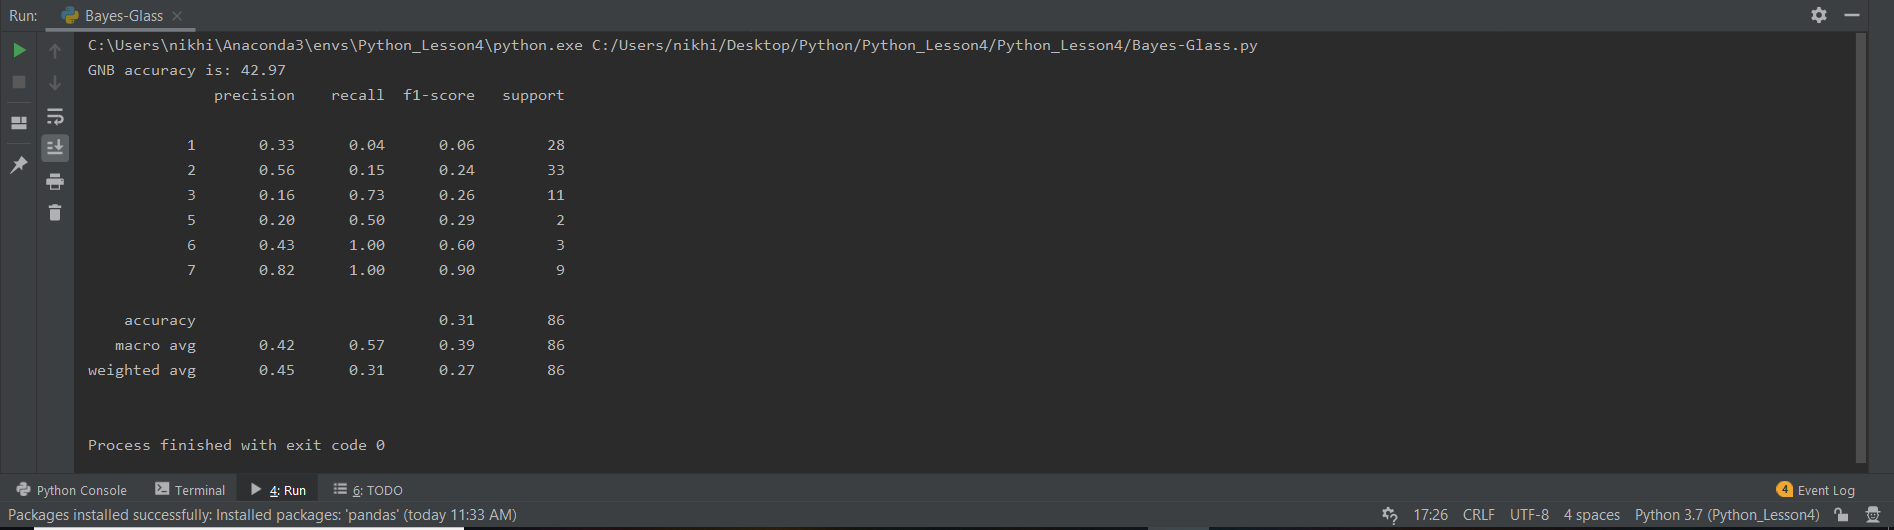 Run: Bayes-Glass
C:\Users\nikhi\Anaconda3\envs\Python_Lesson4\python.exe C:/Users/nikhi/Desktop/Python/Python_Lesson4/Python_Lesson4/Bayes-Glass.py
GNB accuracy is: 42.97
precision recall f1-score support
1 0.33 0.04 0.06 28
2 0.56 0.15 0.24 33
3 0.16 0.73 0.26 11
5 0.20 0.50 0.29 2
6 0.43 1.00 0.60 3
7 0.82 1.00 0.90 9
accuracy 0.31 86
macro avg 0.42 0.57 0.39 86
weighted avg 0.45 0.31 0.27 86
Process finished with exit code 0
Python Console Terminal 4: Run 6: TODO 4 Event Log
Packages installed successfully: Installed packages: 'pandas' (today 11:33 AM) 17:26 CRLF UTF-8 4 spaces Python 3.7 (Python_Lesson4)